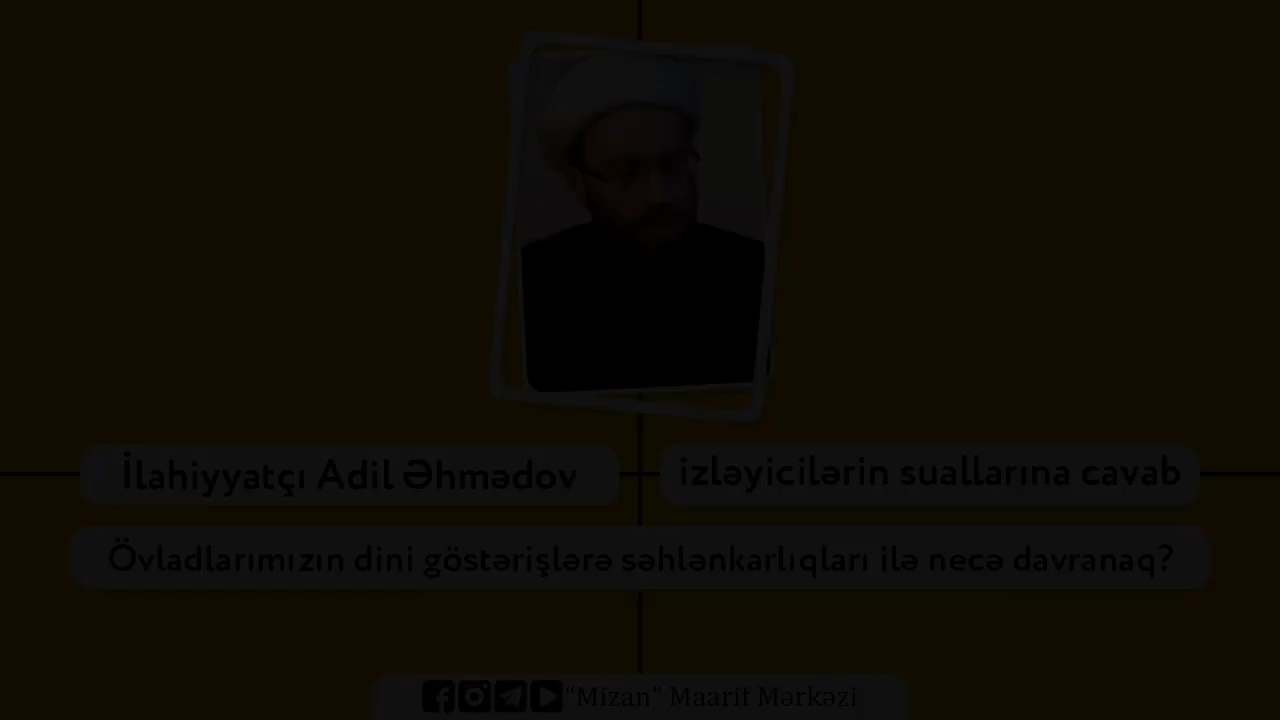 İlahiyyatçı Adil Əhmədov
izləyicilərin suallarına cavab
Övladlarımızın dini göstərişlərə səhlənkarlıqları ilə necə davranaq?
"Mizan" Maarif Mərkəzi